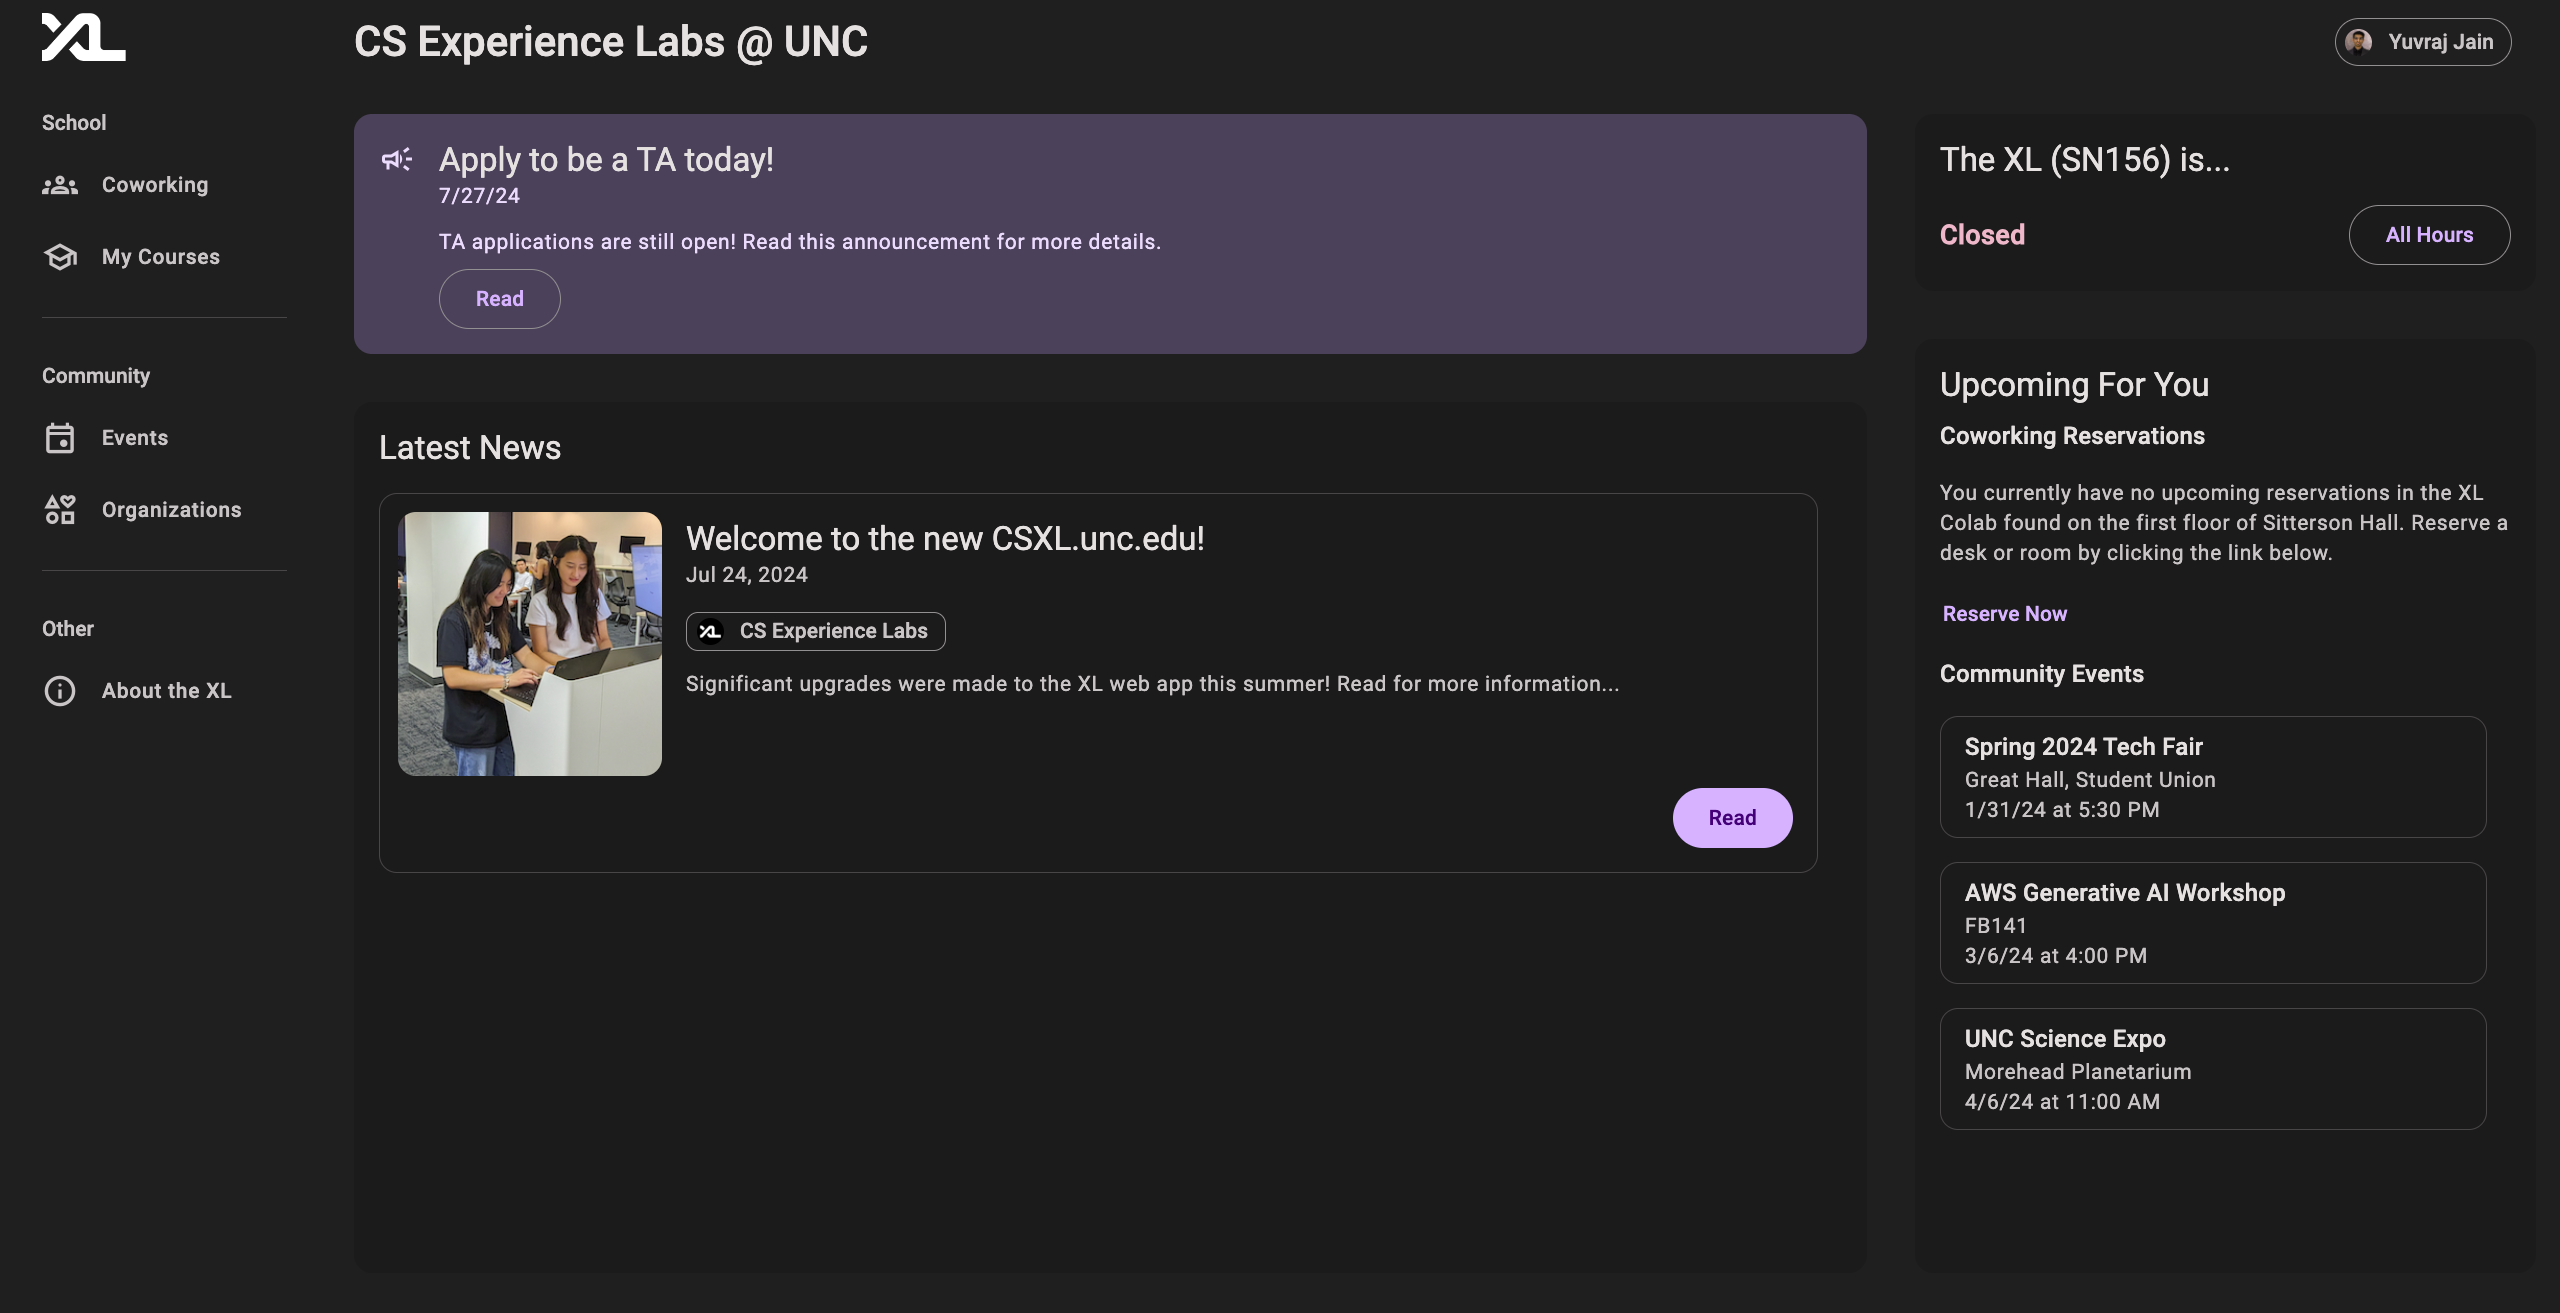 XL
CS Experience Labs @ UNC
Yuvraj Jain
School
Coworking
My Courses
Community
Events
Organizations
Other
About the XL
Apply to be a TA today!
7/27/24
TA applications are still open! Read this announcement for more details.
Read
Latest News
Welcome to the new CSXL.unc.edu!
Jul 24, 2024
XL CS Experience Labs
Significant upgrades were made to the XL web app this summer! Read for more information...
Read
The XL (SN156) is...
Closed
All Hours
Upcoming For You
Coworking Reservations
You currently have no upcoming reservations in the XL
Colab found on the first floor of Sitterson Hall. Reserve a
desk or room by clicking the link below.
Reserve Now
Community Events
Spring 2024 Tech Fair
Great Hall, Student Union
1/31/24 at 5:30 PM
AWS Generative AI Workshop
FB141
3/6/24 at 4:00 PM
UNC Science Expo
Morehead Planetarium
4/6/24 at 11:00 AM